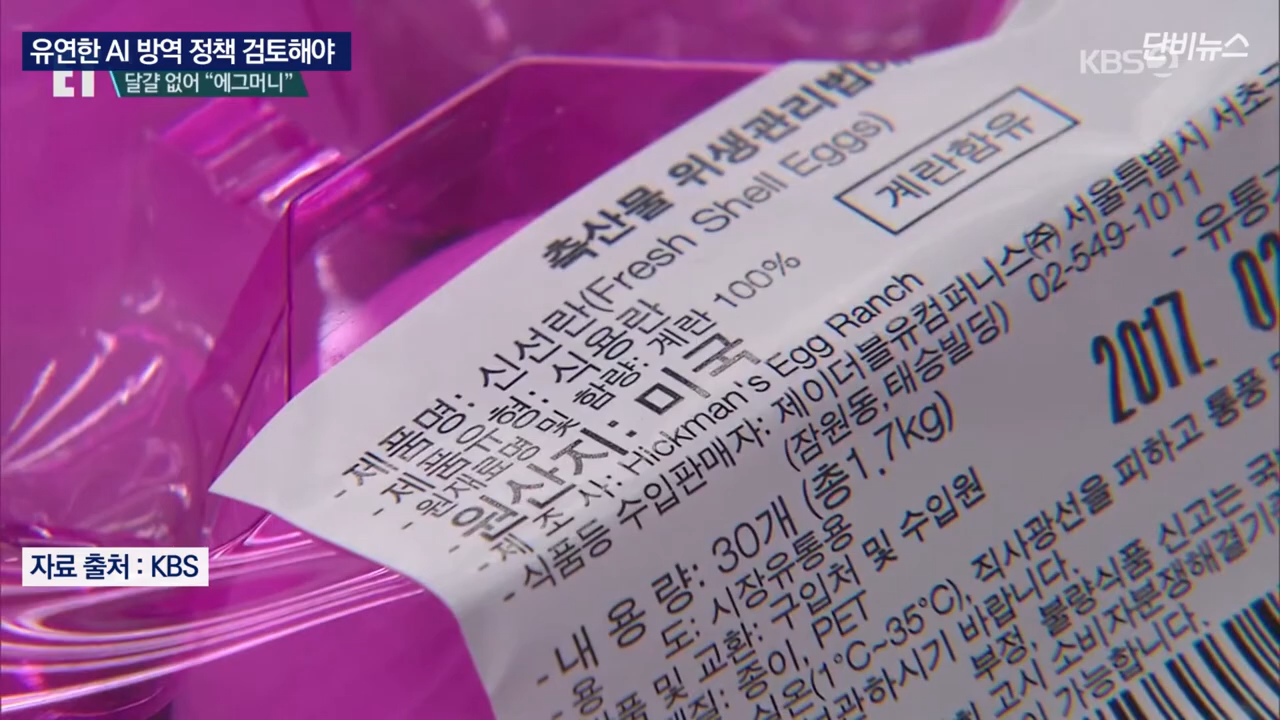 유연한 AI 방역 정책 검토해야
달걀 없어 “에그머니”
KBS
단비뉴스
축산물 위생관리법에
계란함유
- 제품명: 신선란(Fresh Shell Eggs)
- 제품유형: 식용란
- 원재료명 및 함량: 계란 100%
- 원산지: 미국
- 제 조 사: Hickman's Egg Ranch
- 식품등 수입판매자: 제이더블유컴퍼니스㈜ 서울특별시 서초구
(잠원동,태승빌딩) 02-549-1011
- 유통기
2017. 02
- 내 용 량: 30개 (총1.7kg)
- 용 도: 시장유통용
품 및 교환: 구입처 및 수입원
재질: 종이, PET
실온(1°C~35°C), 직사광선을 피하고 통풍
보관하시기 바랍니다.
부정, 불량식품 신고는 국
고시 소비자분쟁해결기준
가능합니다.
자료 출처 : KBS